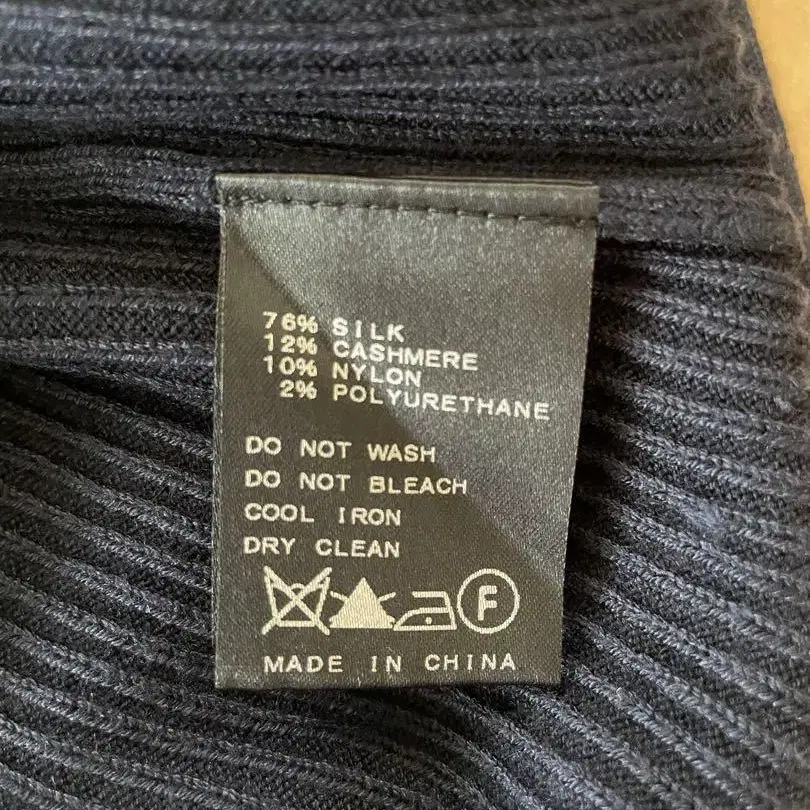 76% SILK
12% CASHMERE
10% NYLON
2% POLYURETHANE
DO NOT WASH
DO NOT BLEACH
COOL IRON
DRY CLEAN
F
MADE IN CHINA